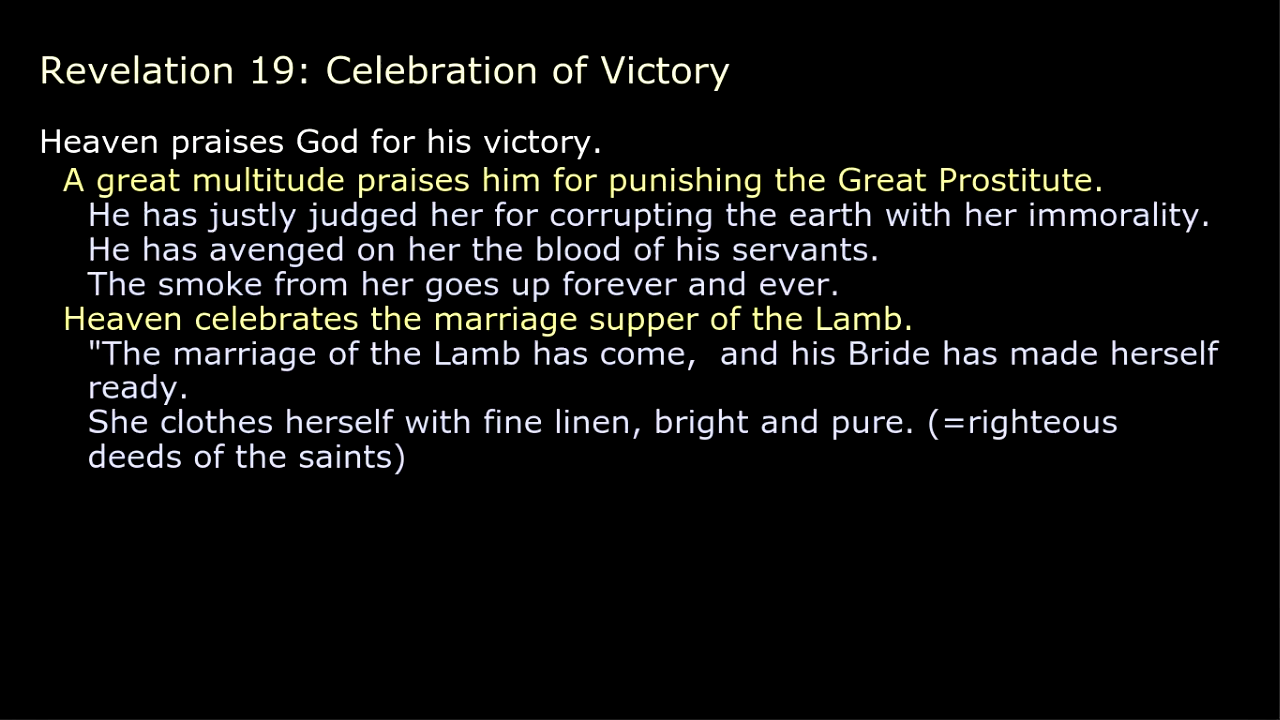 Revelation 19: Celebration of Victory
Heaven praises God for his victory.
A great multitude praises him for punishing the Great Prostitute.
He has justly judged her for corrupting the earth with her immorality.
He has avenged on her the blood of his servants.
The smoke from her goes up forever and ever.
Heaven celebrates the marriage supper of the Lamb.
"The marriage of the Lamb has come,  and his Bride has made herself
ready.
She clothes herself with fine linen, bright and pure. (=righteous
deeds of the saints)